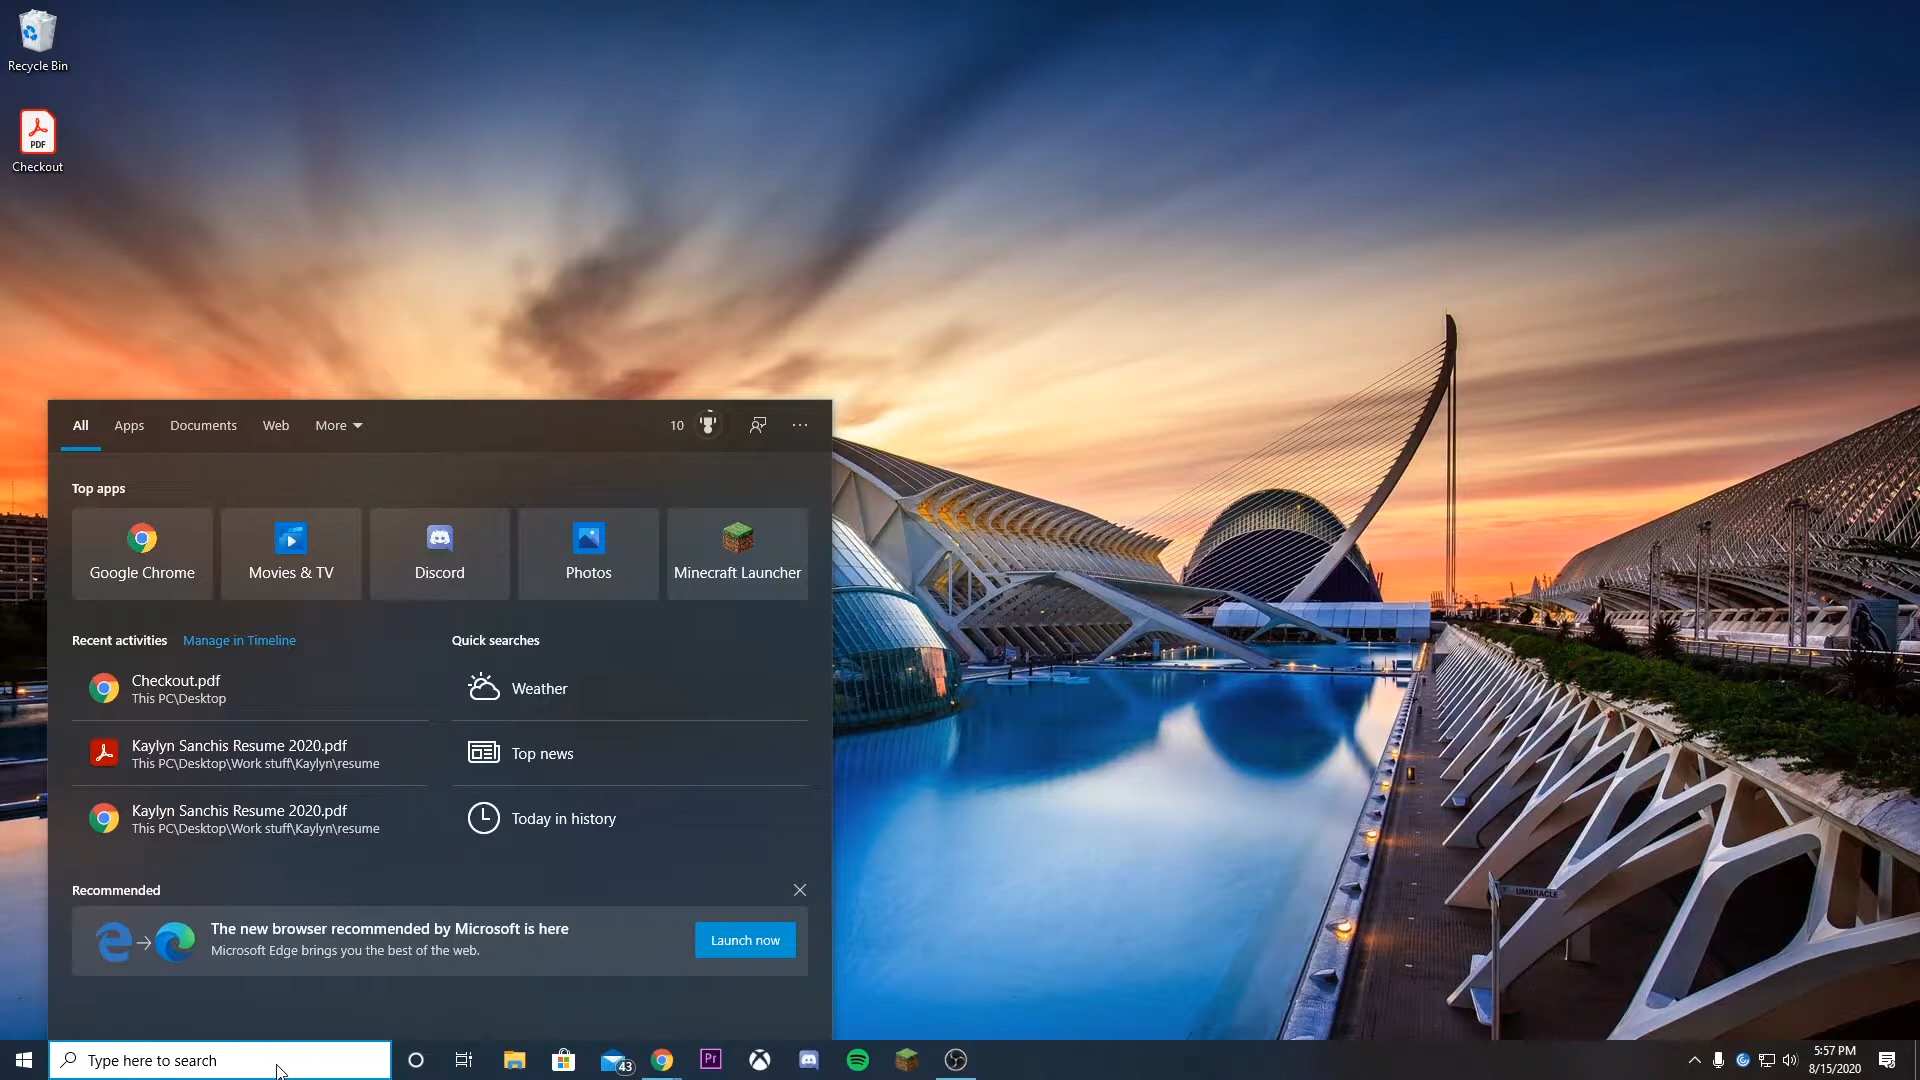 Recycle Bin
PDF
Checkout
All
Apps
Documents
Web
More
10
Top apps
Google Chrome
Movies & TV
Discord
Photos
Minecraft Launcher
Recent activities
Manage in Timeline
Checkout.pdf
This PC\Desktop
Kaylyn Sanchis Resume 2020.pdf
This PC\Desktop\Work stuff\Kaylyn\resume
Kaylyn Sanchis Resume 2020.pdf
This PC\Desktop\Work stuff\Kaylyn\resume
Quick searches
Weather
Top news
Today in history
Recommended
The new browser recommended by Microsoft is here
Microsoft Edge brings you the best of the web.
Launch now
UMBRACLE
Type here to search
43
Pr
5:57 PM
8/15/2020